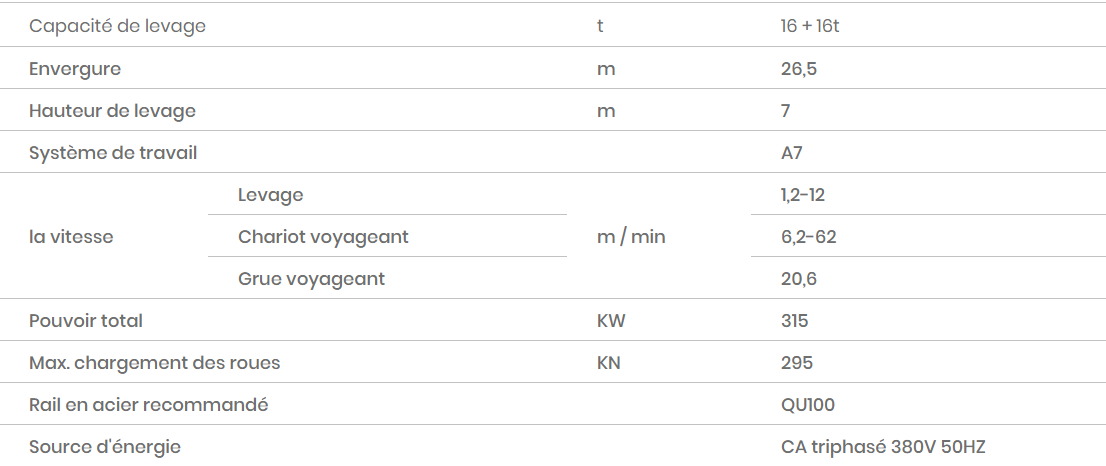 Capacité de levage t 16 + 16t
Envergure m 26,5
Hauteur de levage m 7
Système de travail A7
Levage 1,2-12
la vitesse Chariot voyageant m / min 6,2-62
Grue voyageant 20,6
Pouvoir total KW 315
Max. chargement des roues KN 295
Rail en acier recommandé QU100
Source d'énergie CA triphasé 380V 50HZ